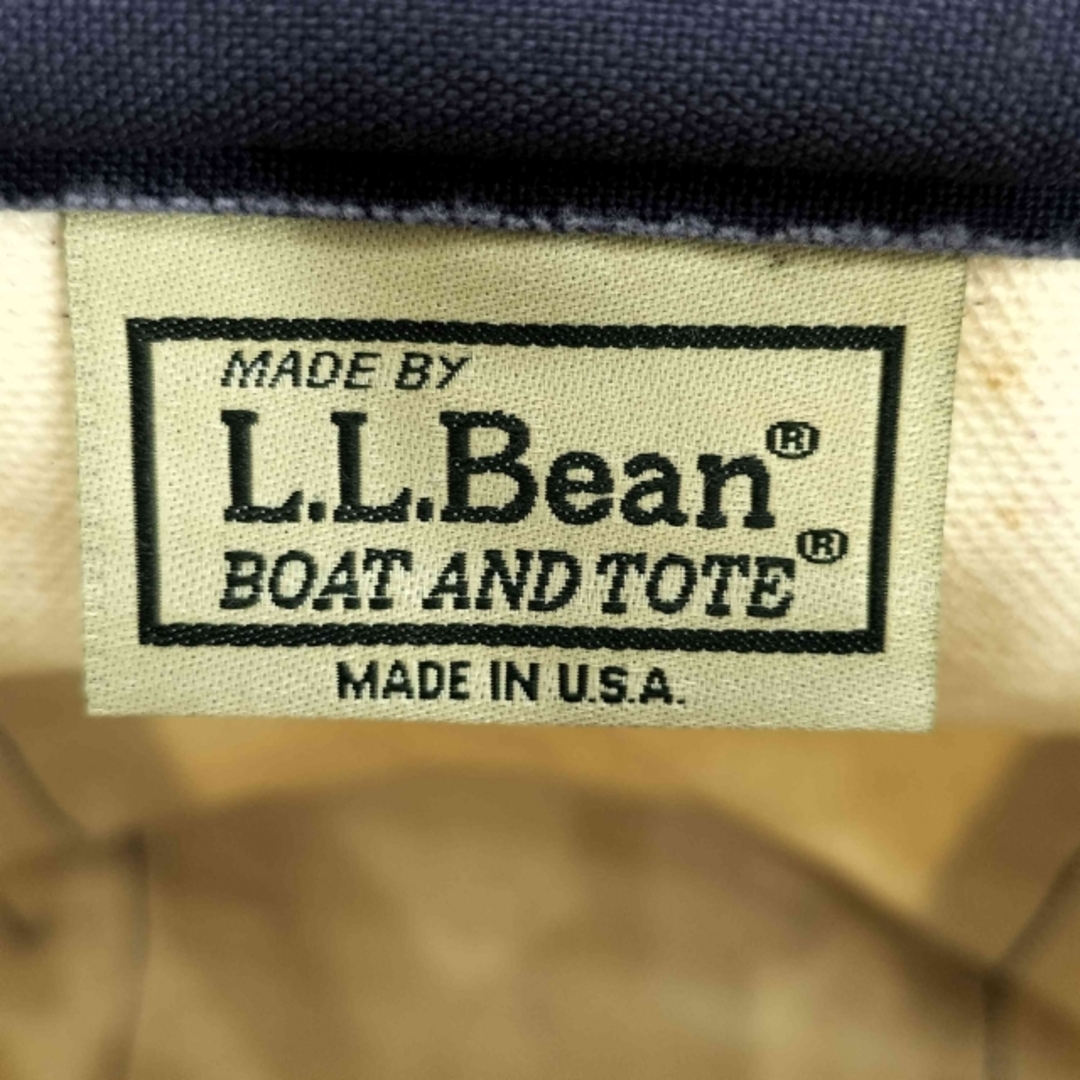 MADE BY
L.L.Bean®
BOAT AND TOTE®
MADE IN U.S.A.